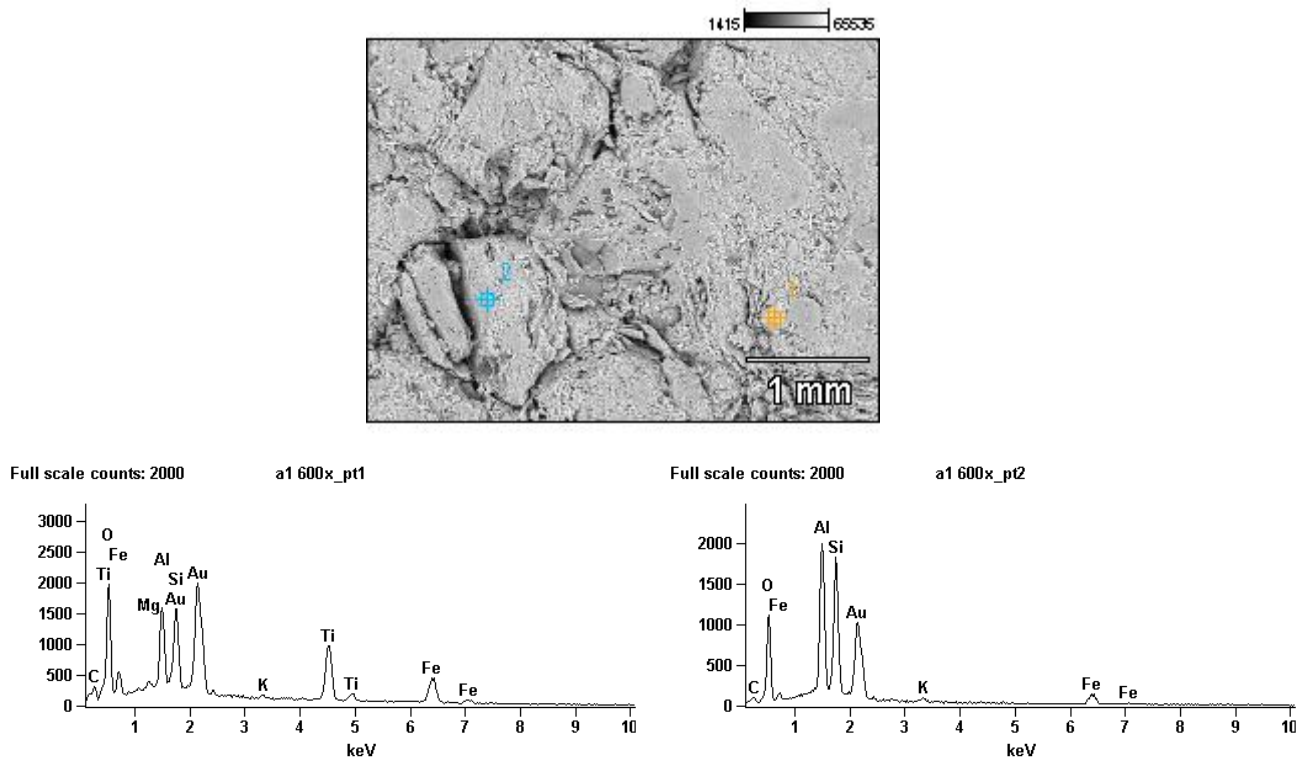 1415 65535
2
1 mm
Full scale counts: 2000 a1 600x_pt1
3000
2500
2000
1500
1000
500
0
O
Fe
Ti
Al
Si
Au
Mg
Au
C
K
Ti
Ti
Fe
Fe
1 2 3 4 5 6 7 8 9 10
keV
Full scale counts: 2000 a1 600x_pt2
2000
1500
1000
500
0
Al
Si
O
Fe
Au
C
K
Fe
Fe
1 2 3 4 5 6 7 8 9 10
keV